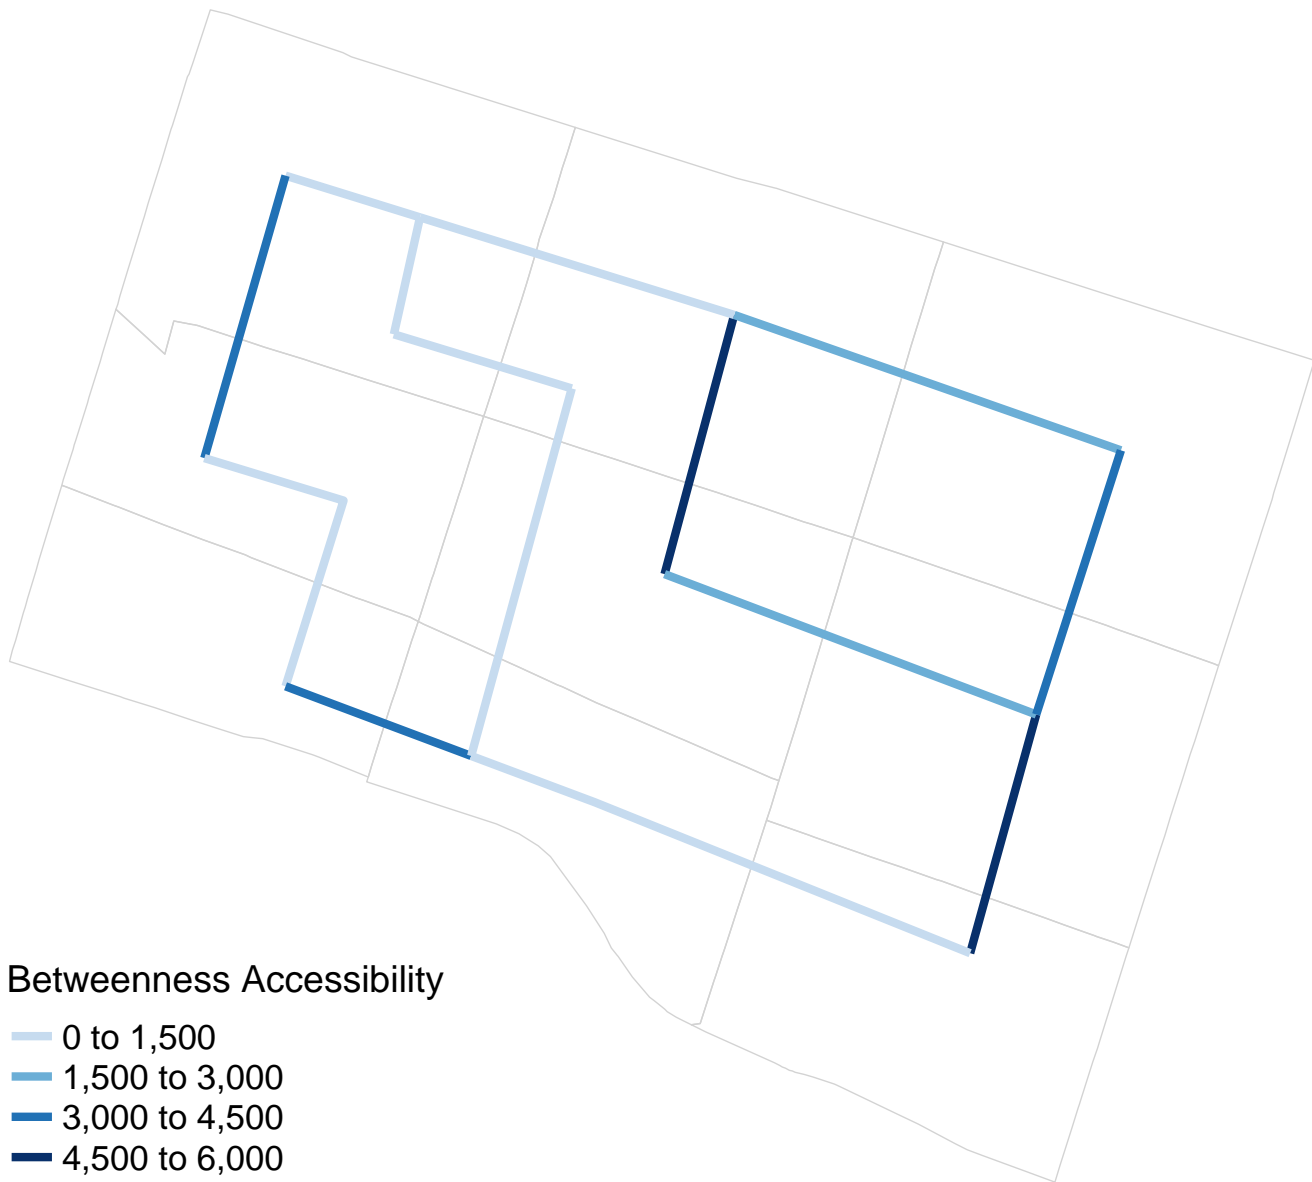 Betweenness Accessibility
0 to 1,500
1,500 to 3,000
3,000 to 4,500
4,500 to 6,000